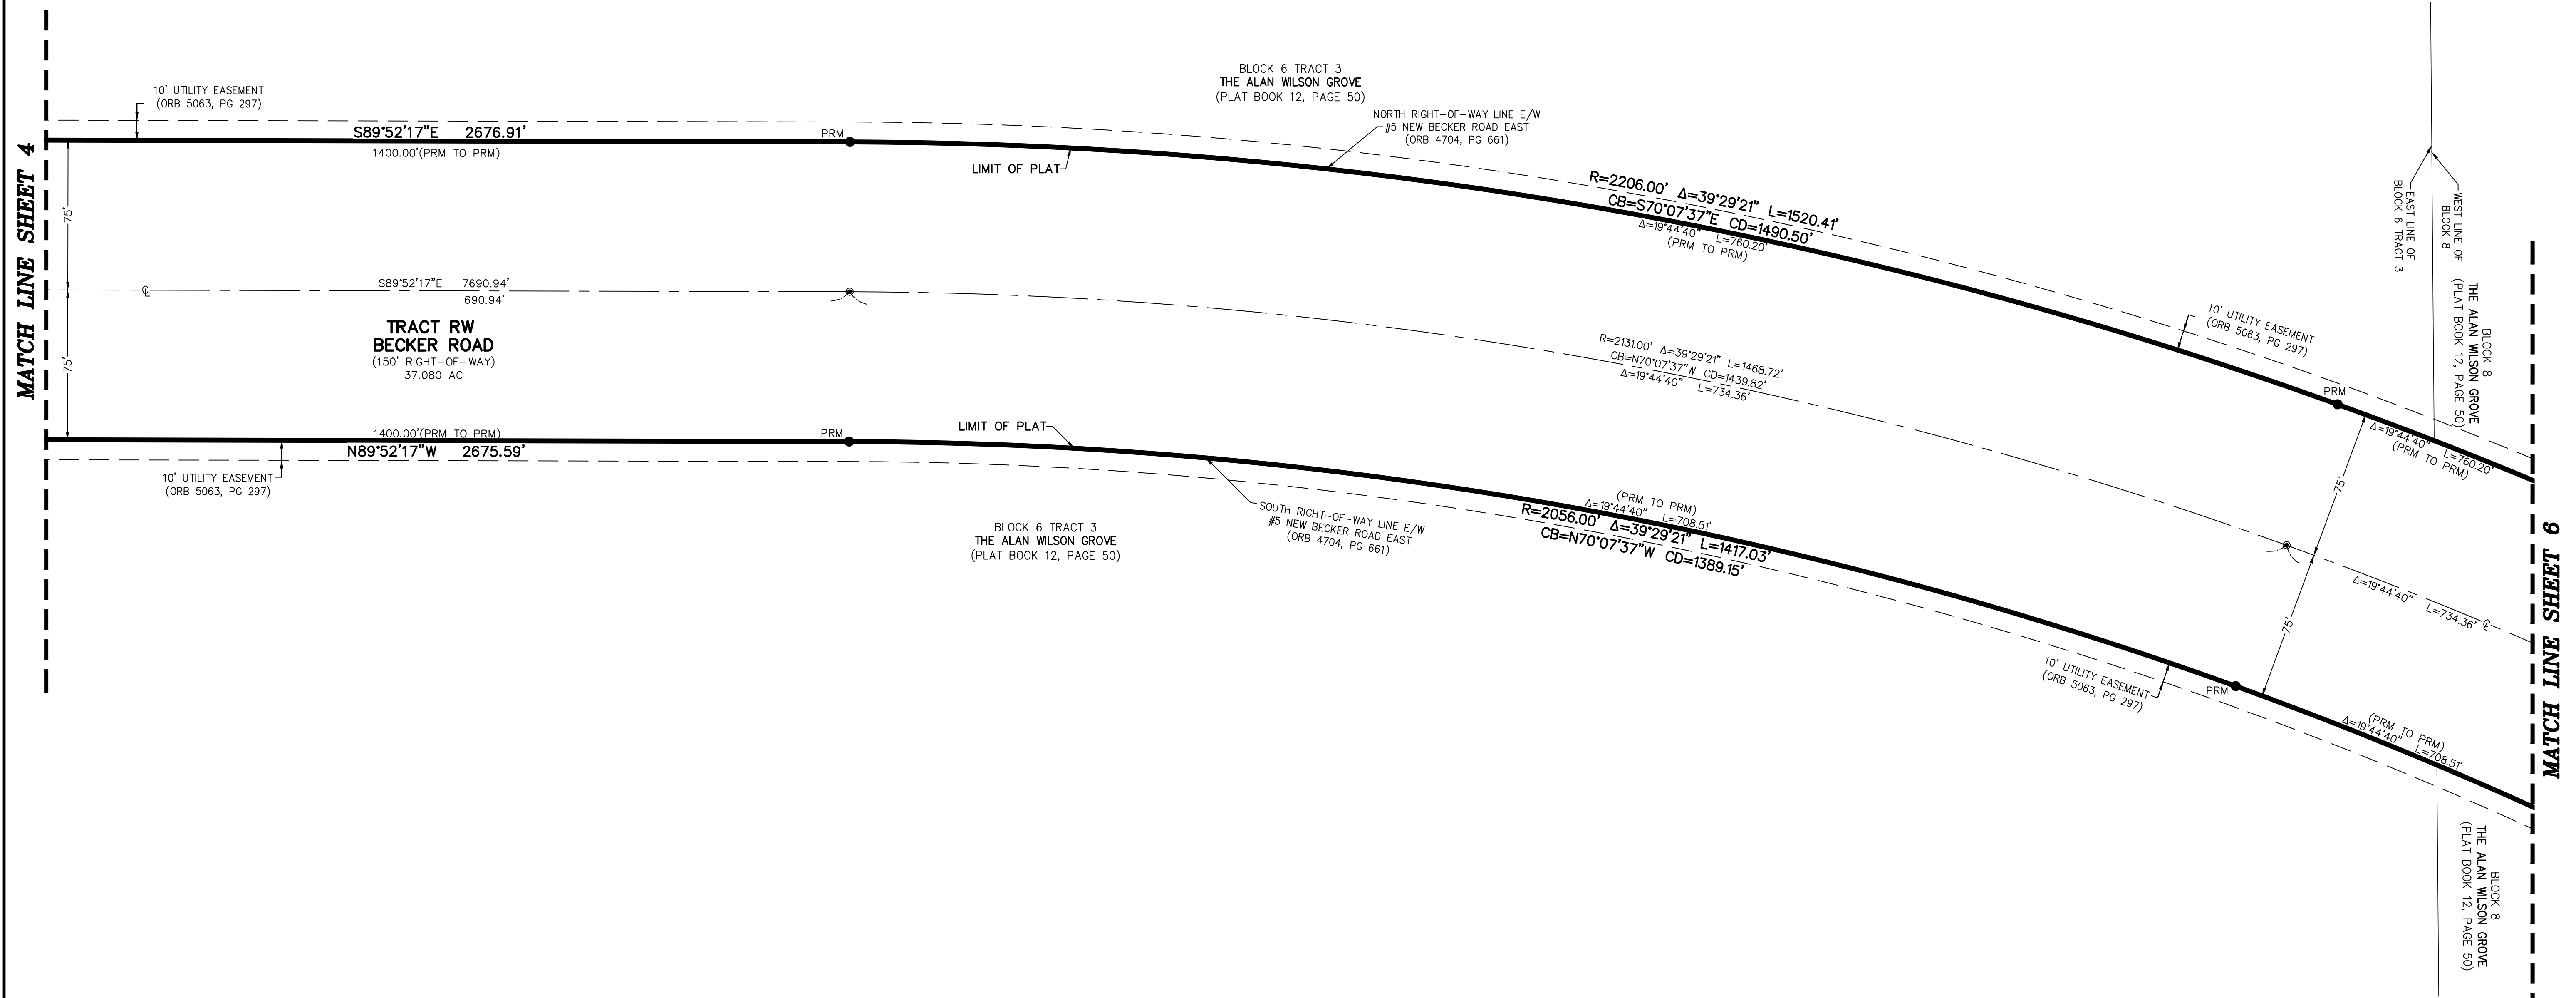 MATCH LINE SHEET 4
10' UTILITY EASEMENT
(ORB 5063, PG 297)
S89°52'17"E 2676.91'
1400.00'(PRM TO PRM)
PRM
LIMIT OF PLAT
BLOCK 6 TRACT 3
THE ALAN WILSON GROVE
(PLAT BOOK 12, PAGE 50)
NORTH RIGHT-OF-WAY LINE E/W
#5 NEW BECKER ROAD EAST
(ORB 4704, PG 661)
R=2206.00' Δ=39°29'21" L=1520.41'
CB=S70°07'37"E CD=1490.50'
Δ=19°44'40" L=760.20'
(PRM TO PRM)
EAST LINE OF
BLOCK 6 TRACT 3
WEST LINE OF
BLOCK 8
BLOCK 8
THE ALAN WILSON GROVE
(PLAT BOOK 12, PAGE 50)
10' UTILITY EASEMENT
(ORB 5063, PG 297)
PRM
Δ=19°44'40" L=760.20'
(PRM TO PRM)
75'
75'
℄
S89°52'17"E 7690.94'
690.94'
TRACT RW
BECKER ROAD
(150' RIGHT-OF-WAY)
37.080 AC
R=2131.00' Δ=39°29'21" L=1468.72'
CB=N70°07'37"W CD=1439.82'
Δ=19°44'40" L=734.36'
75'
75'
Δ=19°44'40" L=734.36'
℄
1400.00'(PRM TO PRM)
N89°52'17"W 2675.59'
PRM
LIMIT OF PLAT
10' UTILITY EASEMENT
(ORB 5063, PG 297)
BLOCK 6 TRACT 3
THE ALAN WILSON GROVE
(PLAT BOOK 12, PAGE 50)
SOUTH RIGHT-OF-WAY LINE E/W
#5 NEW BECKER ROAD EAST
(ORB 4704, PG 661)
(PRM TO PRM)
Δ=19°44'40" L=708.51'
R=2056.00' Δ=39°29'21" L=1417.03'
CB=N70°07'37"W CD=1389.15'
10' UTILITY EASEMENT
(ORB 5063, PG 297)
PRM
(PRM TO PRM)
Δ=19°44'40" L=708.51'
BLOCK 8
THE ALAN WILSON GROVE
(PLAT BOOK 12, PAGE 50)
MATCH LINE SHEET 6